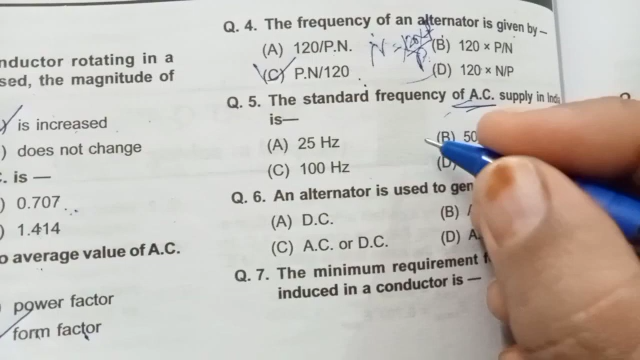 nductor rotating in a
sed, the magnitude of
is increased
) does not change
. is —
) 0.707
) 1.414
o average value of A.C.
power factor
form factor
Q. 4. The frequency of an alternator is given by –
(A) 120/P.N. (B) 120 × P/N
(C) P.N/120 (D) 120 × N/P
Q. 5. The standard frequency of A.C. supply in
is—
(A) 25 Hz (B) 50
(C) 100 Hz (D)
Q. 6. An alternator is used to gen
(A) D.C. (B)
(C) A.C. or D.C. (D) A
Q. 7. The minimum requirement f
induced in a conductor is —